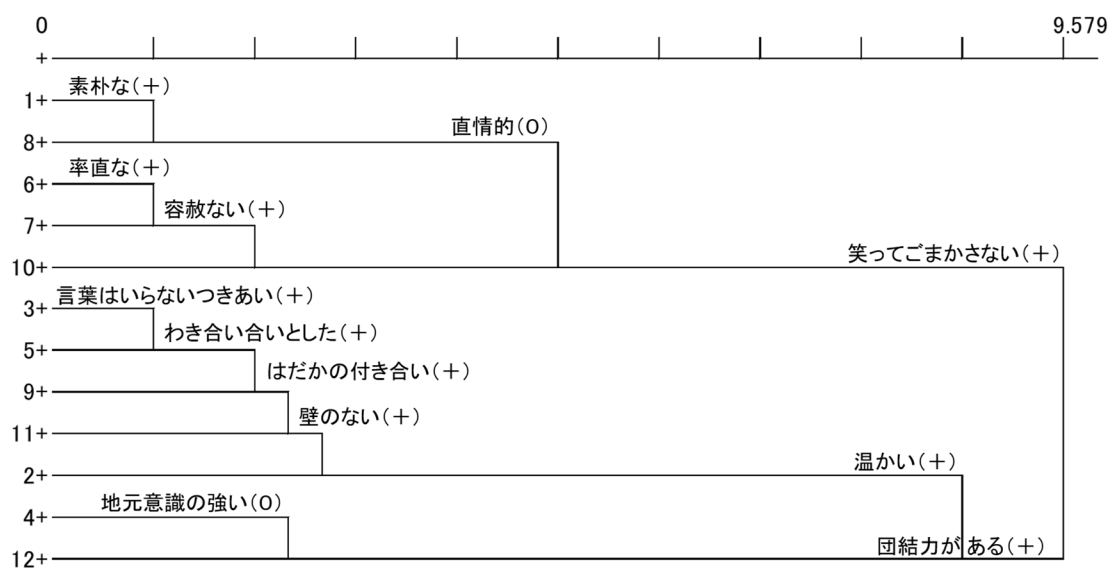 0 9.579
+
素朴な(＋)
1+
直情的(0)
8+
率直な(＋)
6+
容赦ない(＋)
7+
笑ってごまかさない(＋)
10+
言葉はいらないつきあい(＋)
3+
わき合い合いとした(＋)
5+
はだかの付き合い(＋)
9+
壁のない(＋)
11+
温かい(＋)
2+
地元意識の強い(0)
4+
団結力がある(＋)
12+